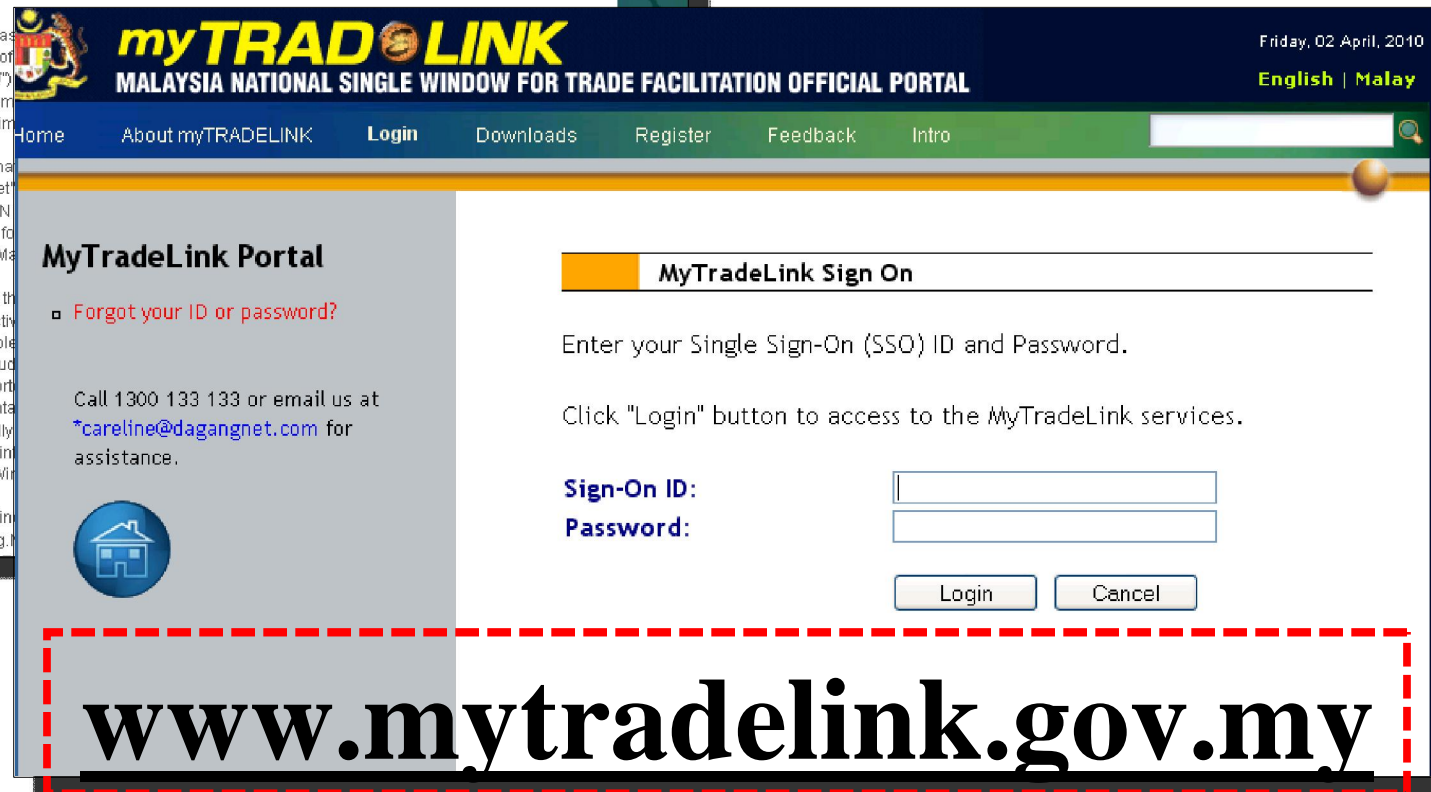 myTRADELINK
MALAYSIA NATIONAL SINGLE WINDOW FOR TRADE FACILITATION OFFICIAL PORTAL
Friday, 02 April, 2010
English | Malay
Home About myTRADELINK Login Downloads Register Feedback Intro
MyTradeLink Portal
Forgot your ID or password?
Call 1300 133 133 or email us at
*careline@dagangnet.com for
assistance.
MyTradeLink Sign On
Enter your Single Sign-On (SSO) ID and Password.
Click "Login" button to access to the MyTradeLink services.
Sign-On ID:
Password:
Login Cancel
www.mytradelink.gov.my